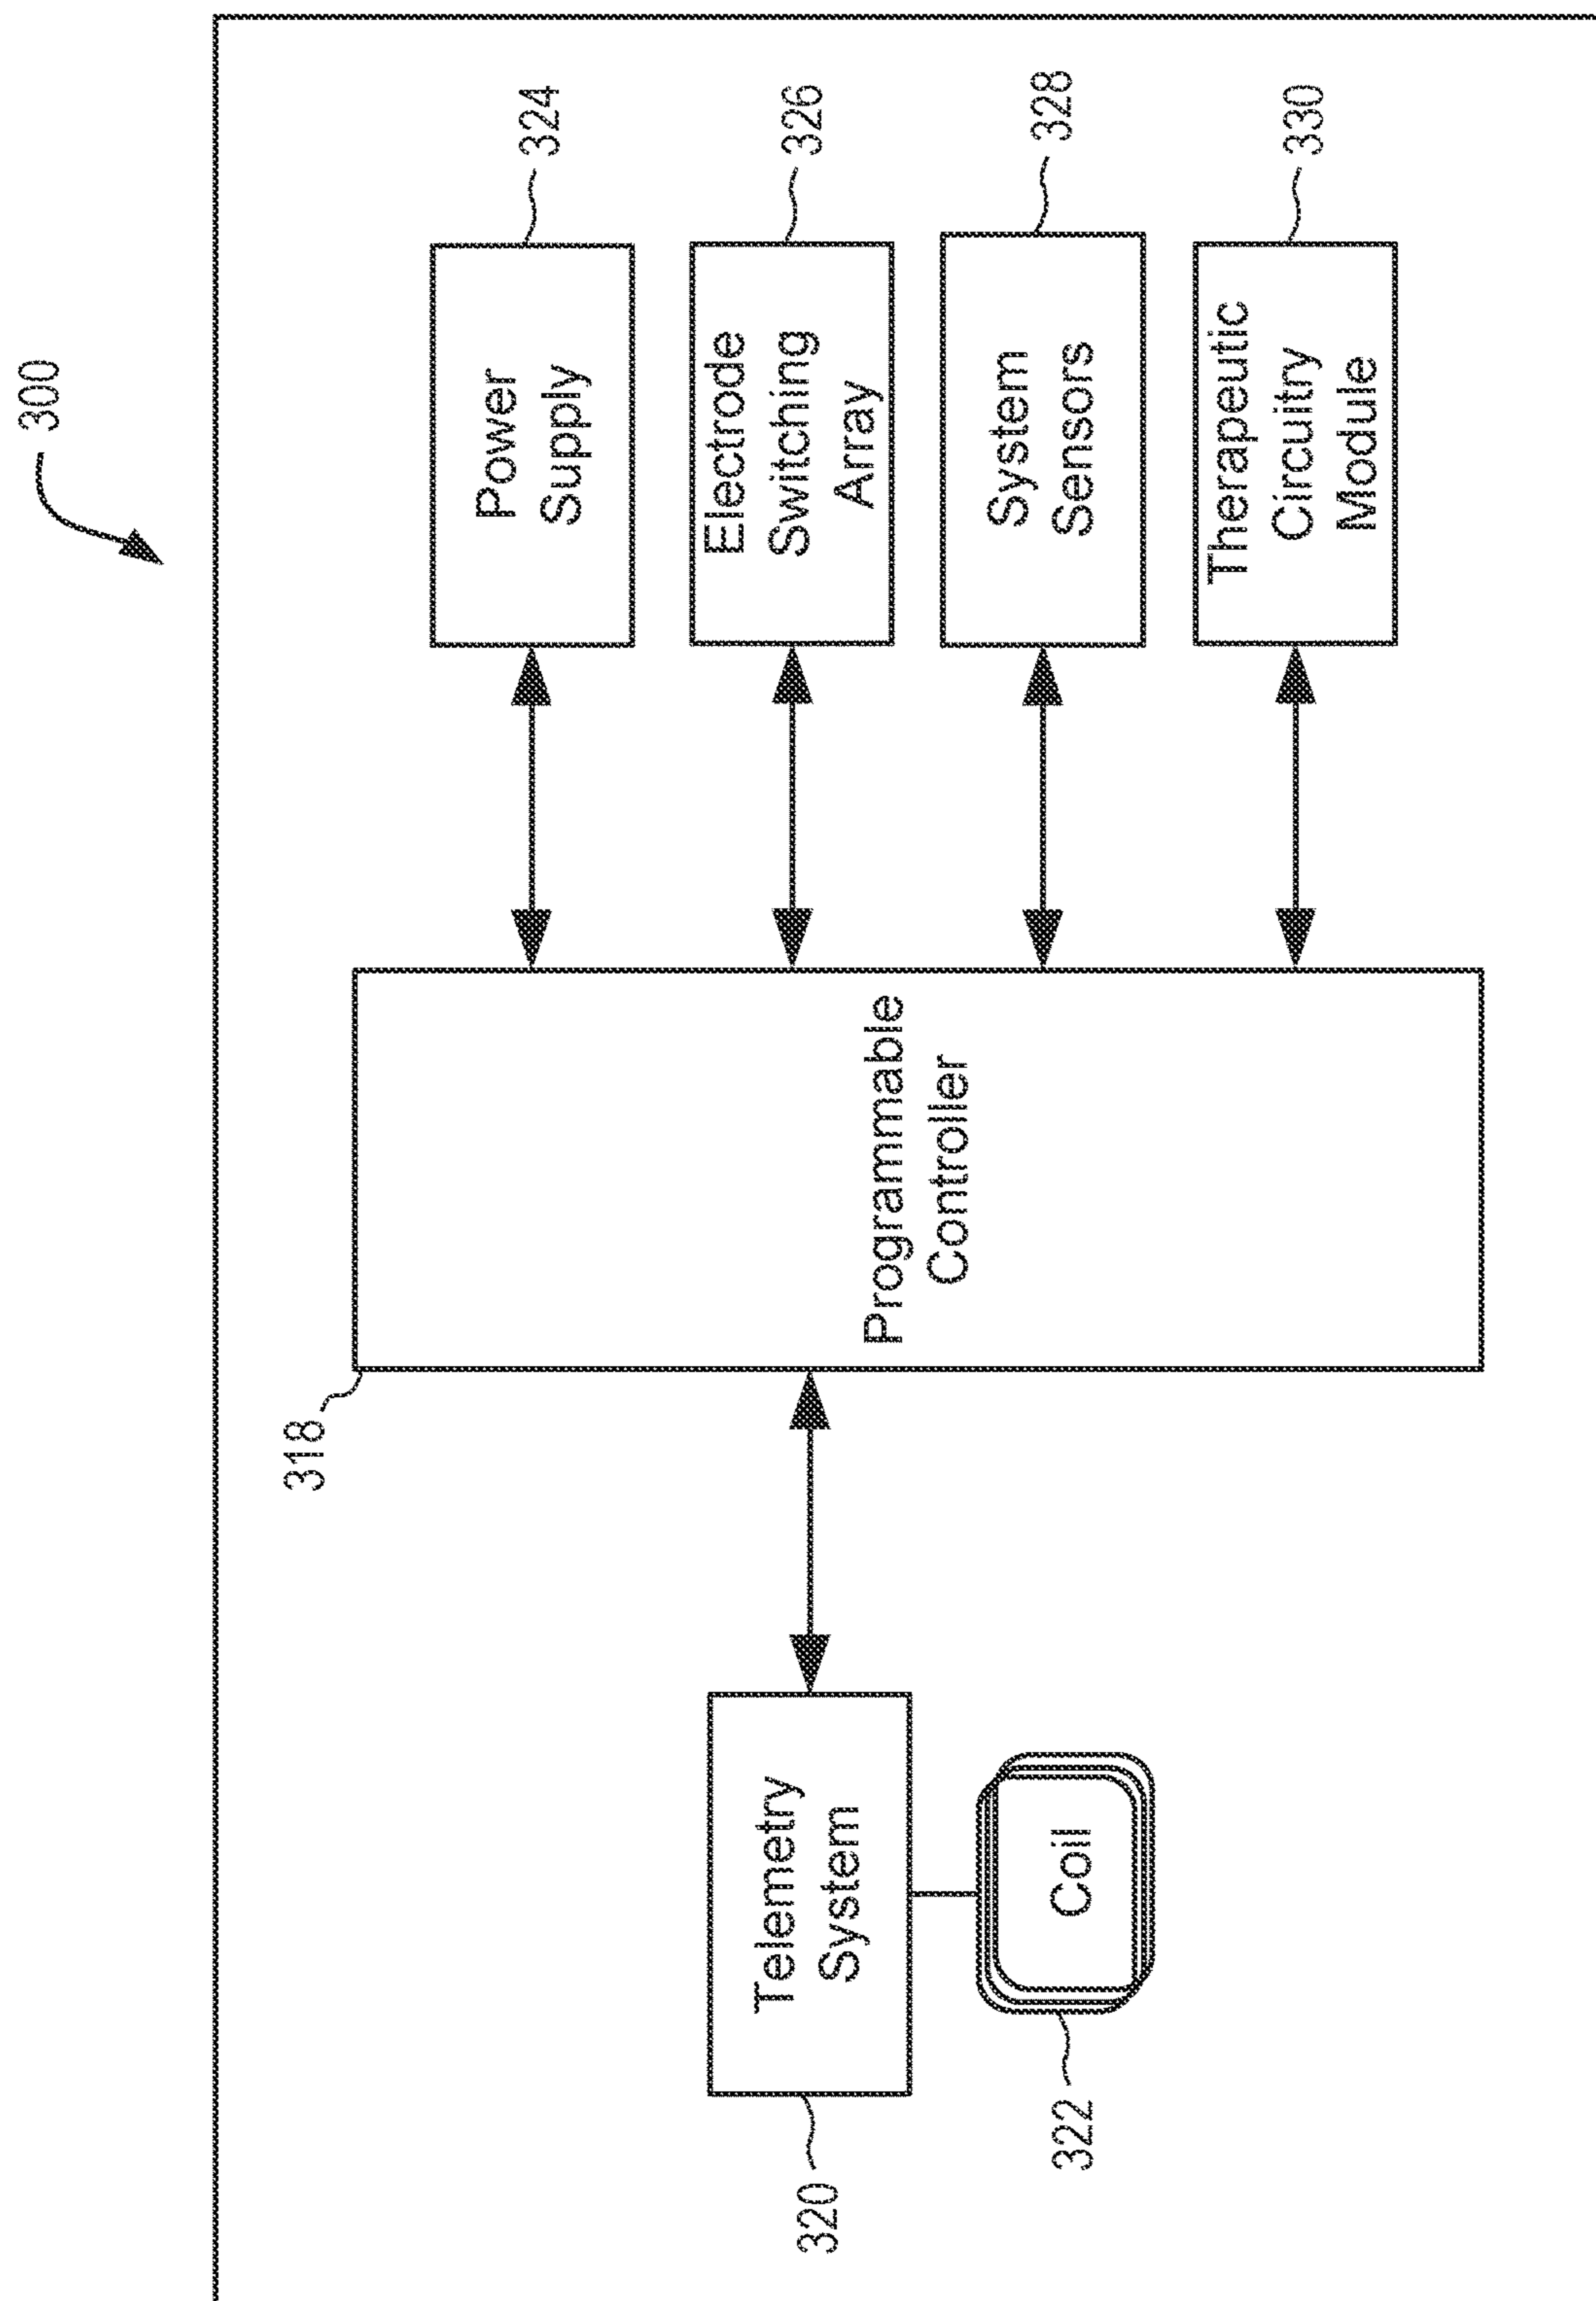 300
318
Telemetry
System
320
Coil
322
Programmable
Controller
Power
Supply
324
Electrode
Switching
Array
326
System
Sensors
328
Therapeutic
Circuitry
Module
330